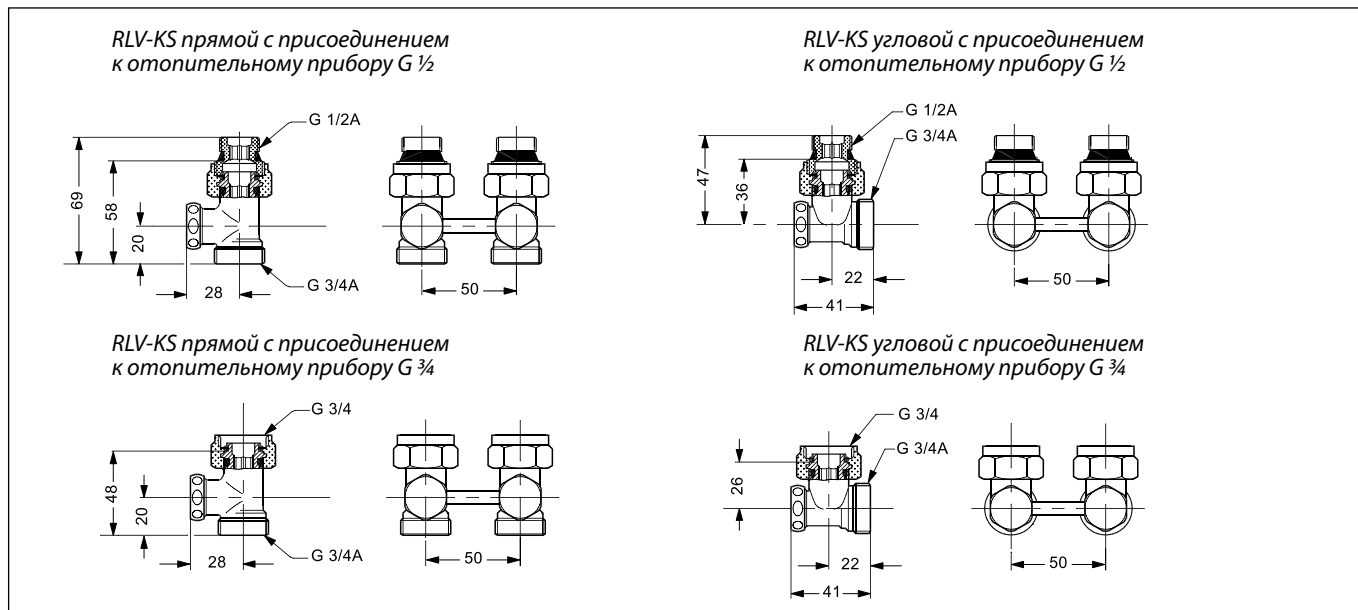 RLV-KS прямой с присоединением
к отопительному прибору G ½
G 1/2A
69
58
20
28
G 3/4A
50
RLV-KS угловой с присоединением
к отопительному прибору G ½
G 1/2A
G 3/4A
47
36
22
41
50
RLV-KS прямой с присоединением
к отопительному прибору G ¾
G 3/4
48
20
28
G 3/4A
50
RLV-KS угловой с присоединением
к отопительному прибору G ¾
G 3/4
G 3/4A
26
22
41
50